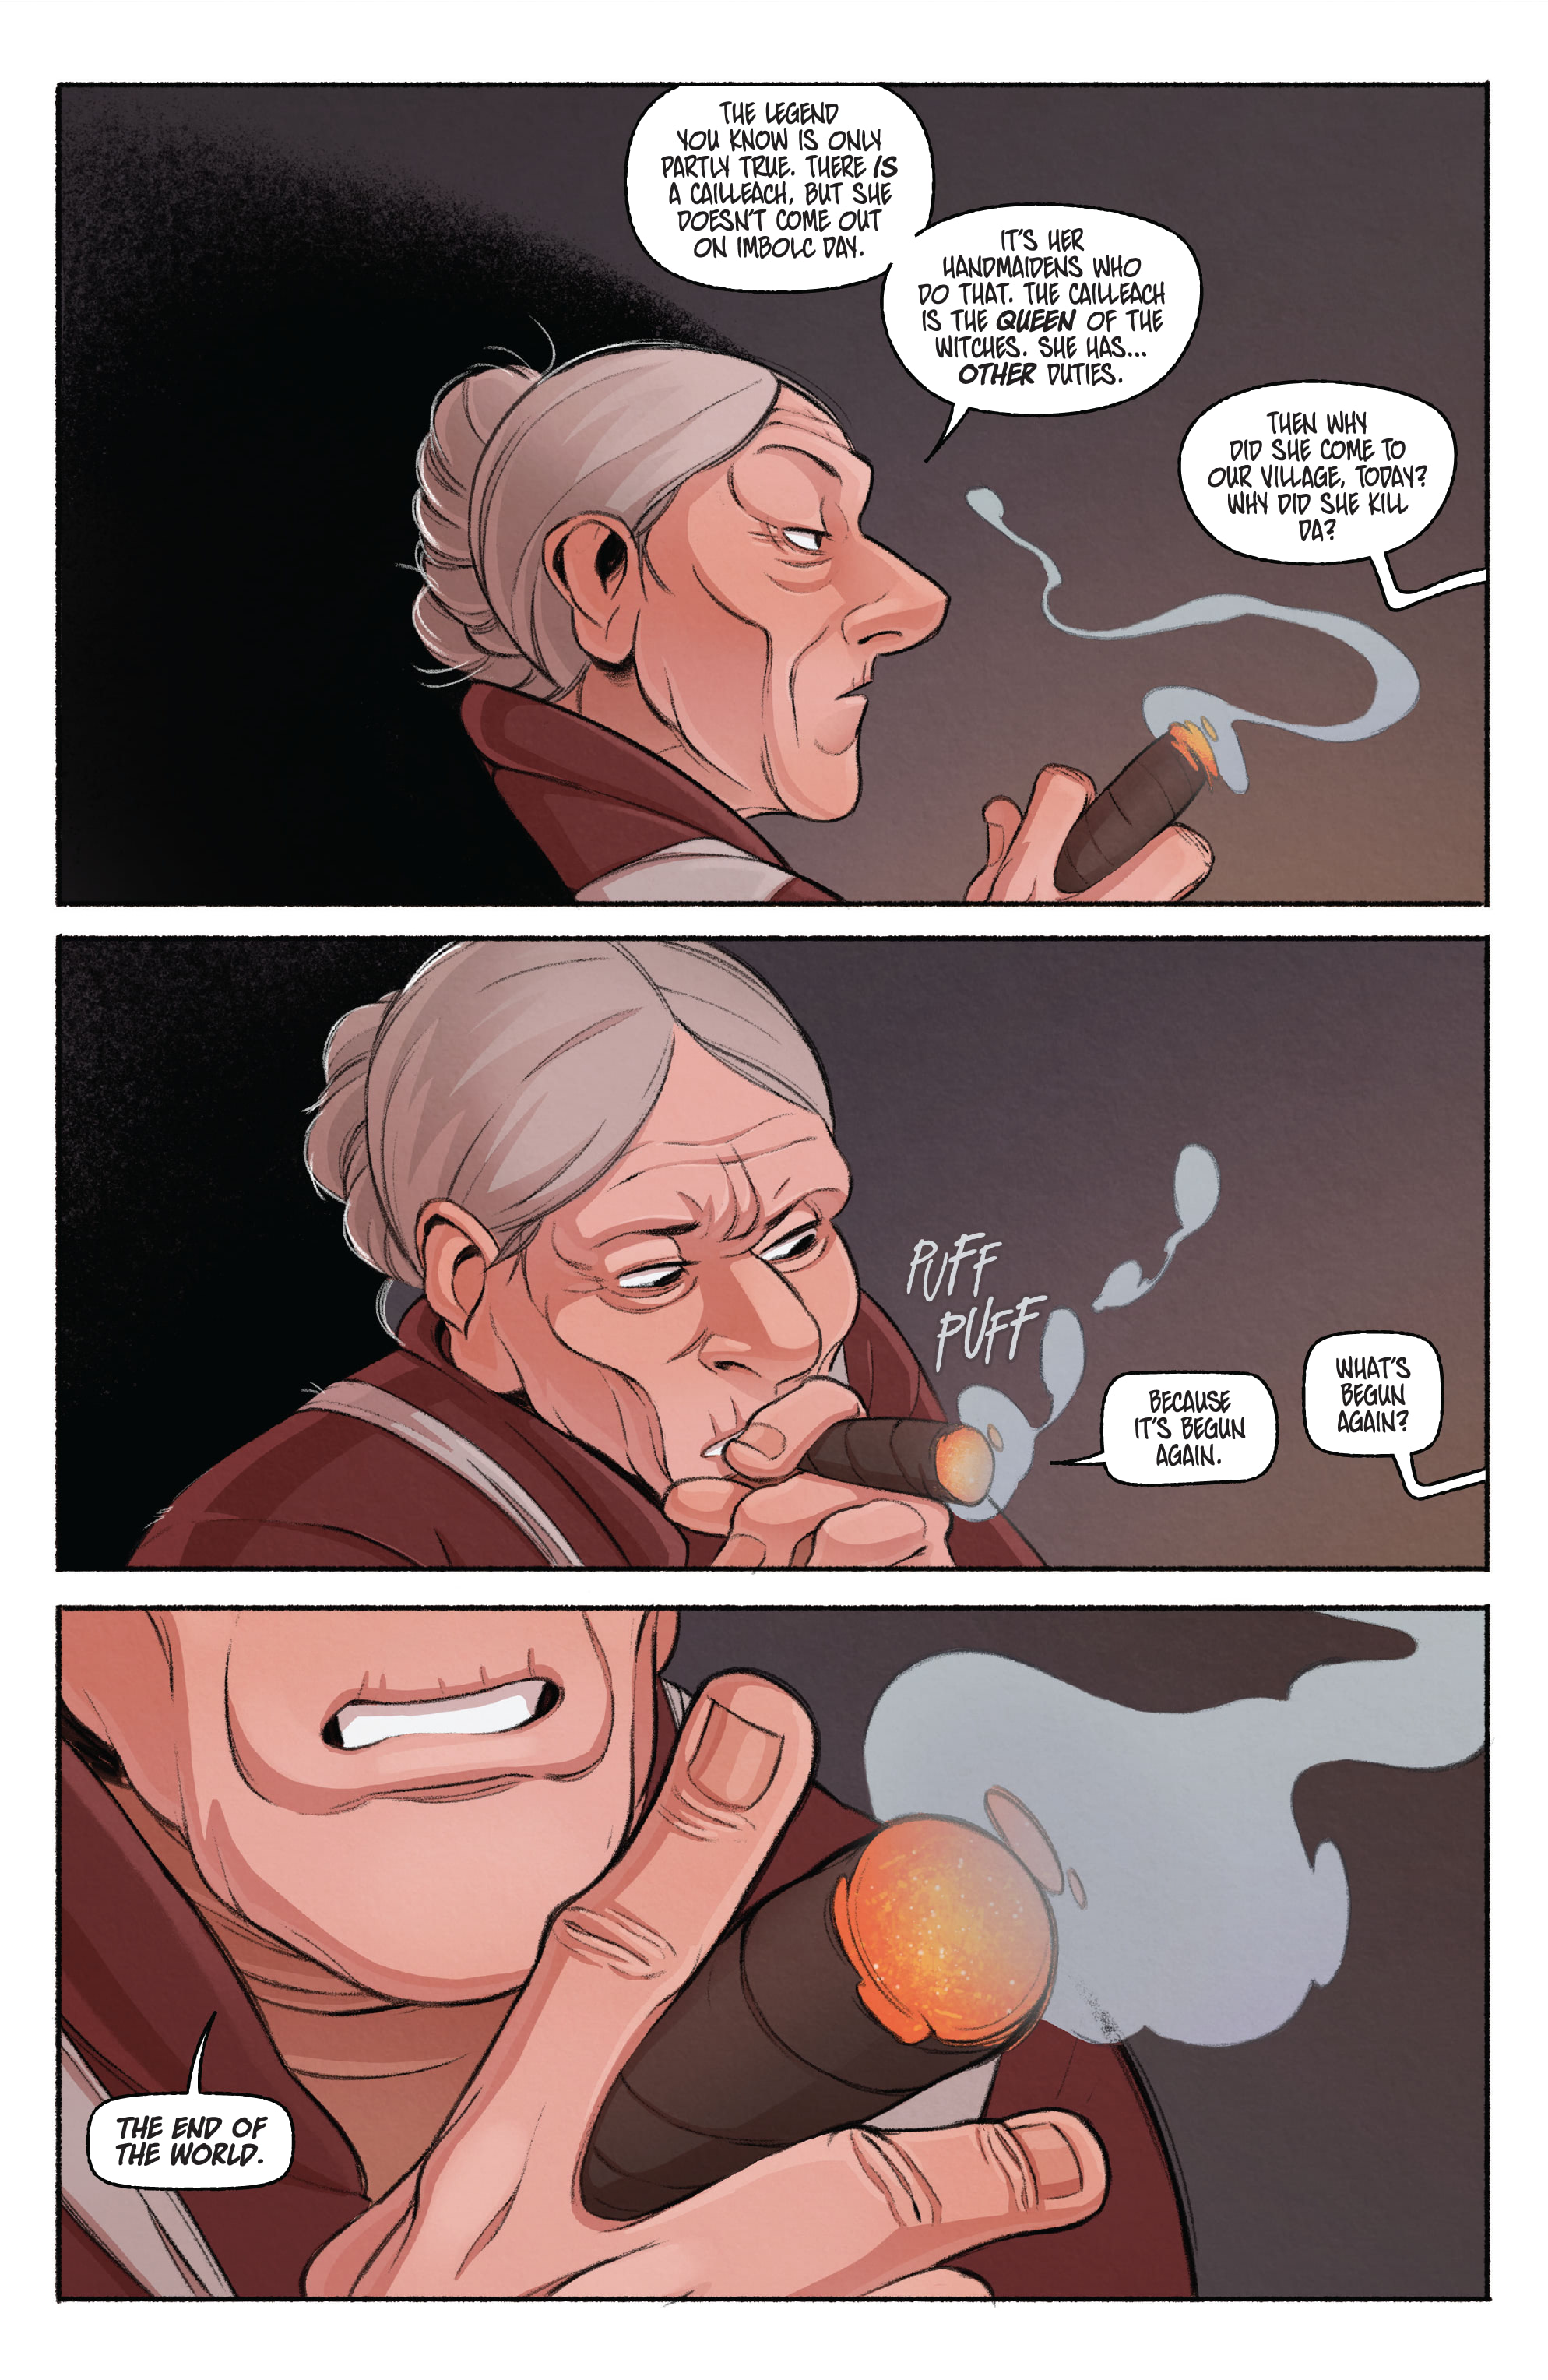 THE LEGEND
YOU KNOW IS ONLY
PARTLY TRUE. THERE IS
A CAILLEACH, BUT SHE
DOESN'T COME OUT
ON IMBOLC DAY.
IT'S HER
HANDMAIDENS WHO
DO THAT. THE CAILLEACH
IS THE QUEEN OF THE
WITCHES. SHE HAS...
OTHER DUTIES.
THEN WHY
DID SHE COME TO
OUR VILLAGE, TODAY?
WHY DID SHE KILL
DA?
PUFF
PUFF
BECAUSE
IT'S BEGUN
AGAIN.
WHAT'S
BEGUN
AGAIN?
THE END OF
THE WORLD.